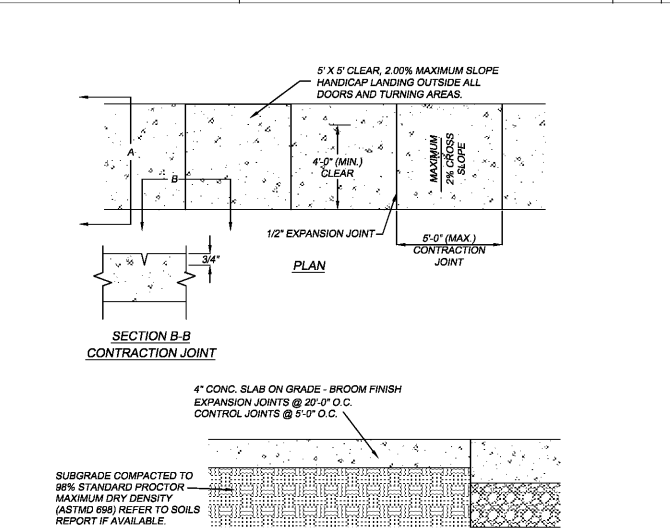 5' X 5' CLEAR, 2.00% MAXIMUM SLOPE
HANDICAP LANDING OUTSIDE ALL
DOORS AND TURNING AREAS.
A
B
4'-0" (MIN.)
CLEAR
MAXIMUM
2% CROSS
SLOPE
1/2" EXPANSION JOINT
5'-0" (MAX.)
CONTRACTION
JOINT
3/4"
PLAN
SECTION B-B
CONTRACTION JOINT
4" CONC. SLAB ON GRADE - BROOM FINISH
EXPANSION JOINTS @ 20'-0" O.C.
CONTROL JOINTS @ 5'-0" O.C.
SUBGRADE COMPACTED TO
98% STANDARD PROCTOR
MAXIMUM DRY DENSITY
(ASTMD 698) REFER TO SOILS
REPORT IF AVAILABLE.